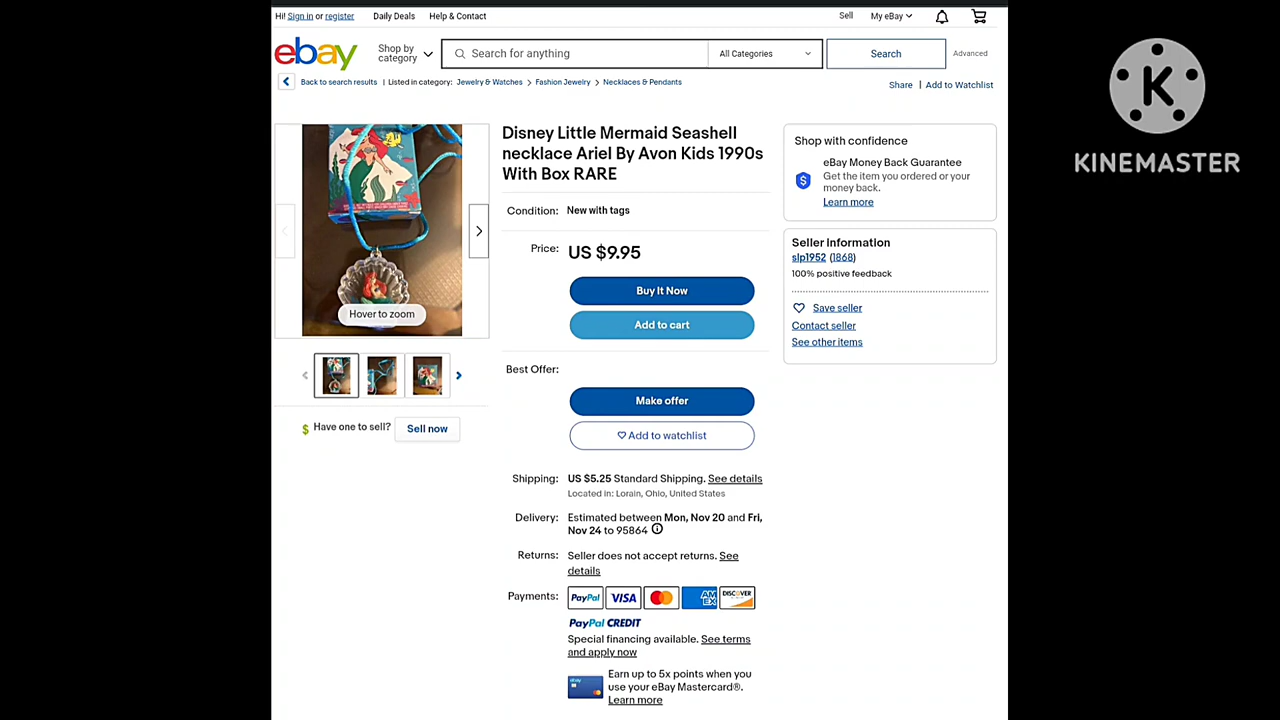 Hi! Sign in or register
Daily Deals
Help & Contact
Sell
My eBay
ebay
Shop by
category
Search for anything
All Categories
Search
Advanced
Back to search results
Listed in category:
Jewelry & Watches
Fashion Jewelry
Necklaces & Pendants
Share
Add to Watchlist
KINEMASTER
Hover to zoom
Have one to sell?
Sell now
Disney Little Mermaid Seashell
necklace Ariel By Avon Kids 1990s
With Box RARE
Condition:
New with tags
Price:
US $9.95
Buy It Now
Add to cart
Best Offer:
Make offer
Add to watchlist
Shipping:
US $5.25 Standard Shipping. See details
Located in: Lorain, Ohio, United States
Delivery:
Estimated between Mon, Nov 20 and Fri,
Nov 24 to 95864
Returns:
Seller does not accept returns. See
details
Payments:
PayPal VISA AM EX DISCOVER
PayPal CREDIT
Special financing available. See terms
and apply now
Earn up to 5x points when you
use your eBay Mastercard®.
Learn more
Shop with confidence
eBay Money Back Guarantee
Get the item you ordered or your
money back.
Learn more
Seller Information
slp1952 (1868)
100% positive feedback
Save seller
Contact seller
See other items